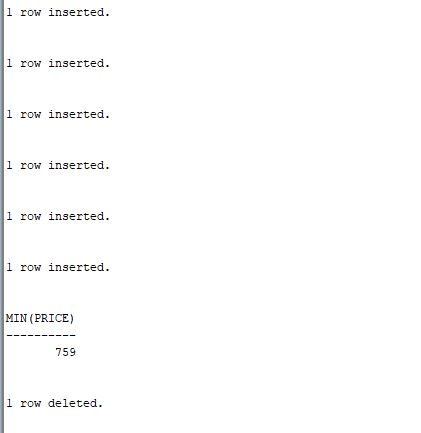 1 row inserted.
1 row inserted.
1 row inserted.
1 row inserted.
1 row inserted.
1 row inserted.
MIN(PRICE)
----------
759
1 row deleted.